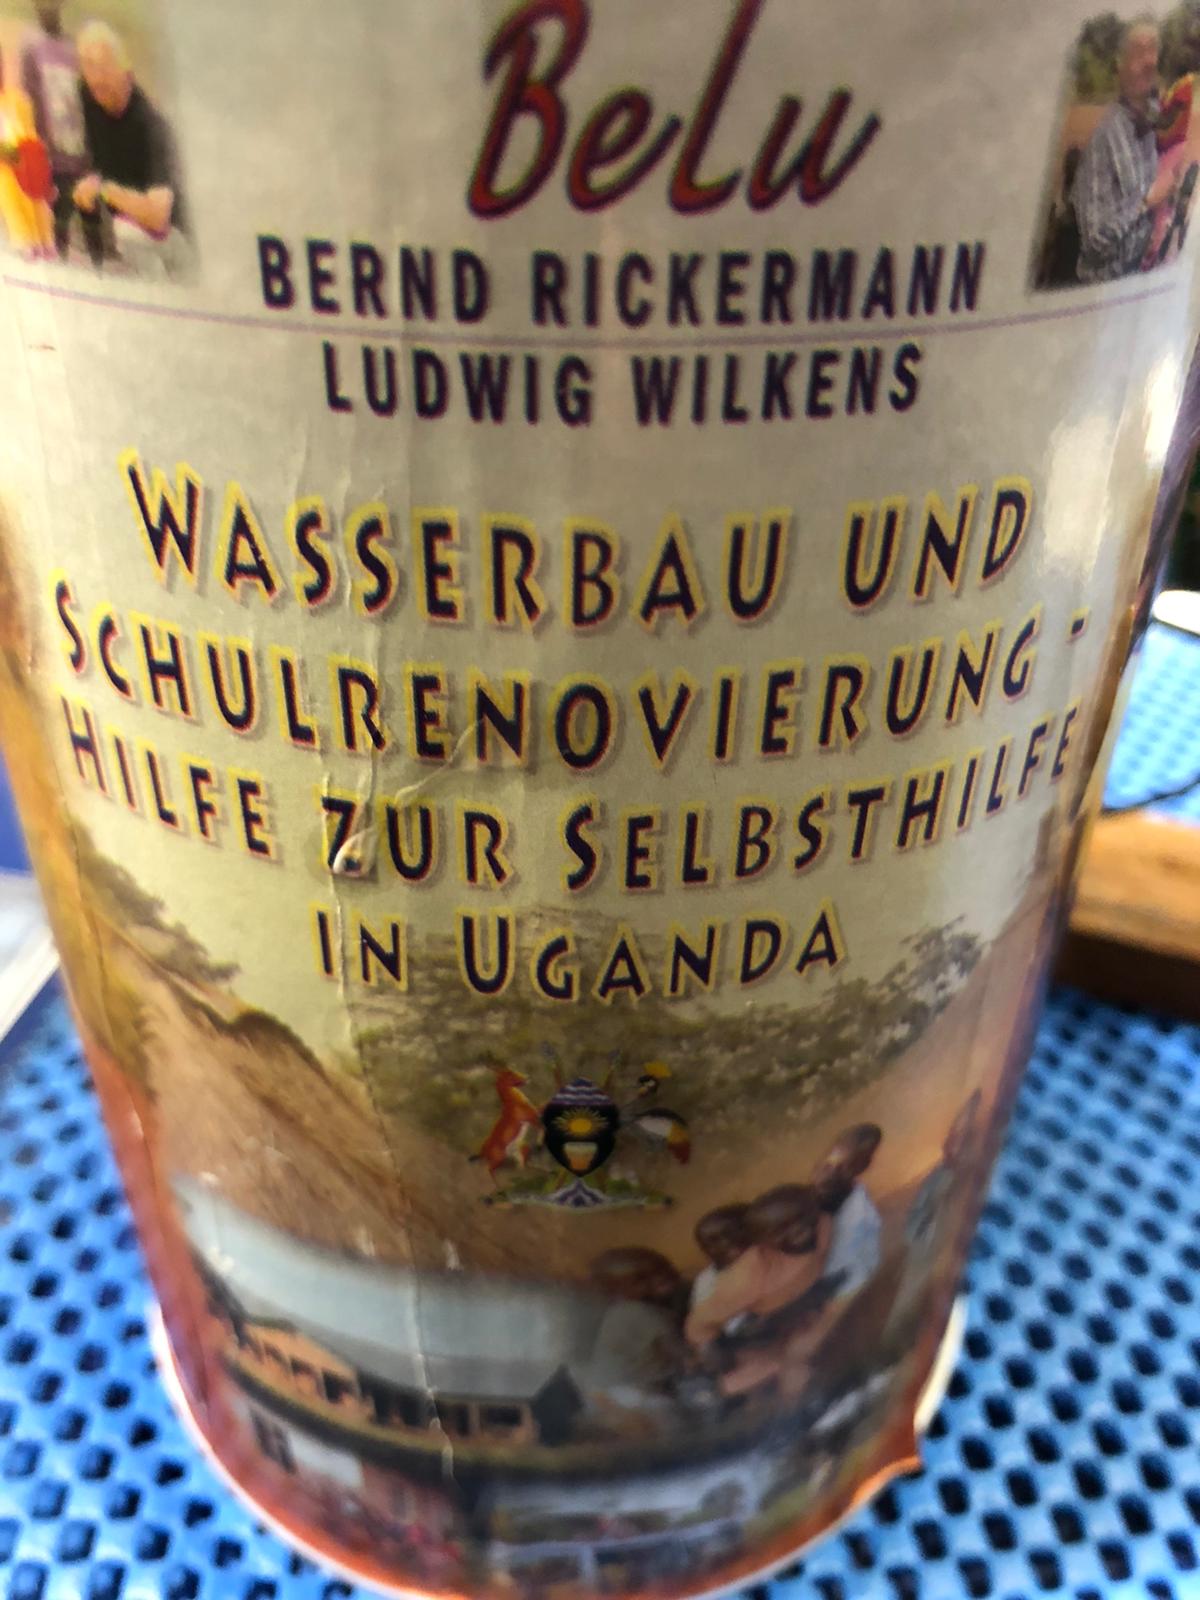 BeLu
BERND RICKERMANN
LUDWIG WILKENS
WASSERBAU UND
SCHULRENOVIERUNG -
HILFE ZUR SELBSTHILFE
IN UGANDA